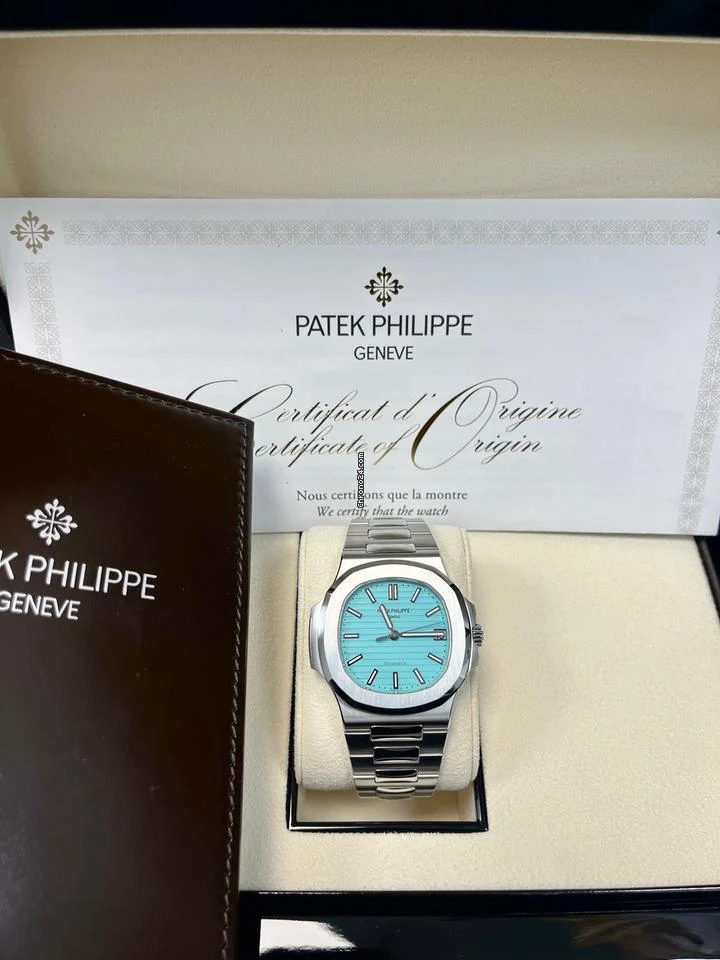 PATEK PHILIPPE
GENEVE
Certificat d'Origine
Certificate of Origin
Nous certifions que la montre
We certify that the watch
Chrono24.com
K PHILIPPE
GENEVE
PATEK PHILIPPE
GENEVE
Tiffany & Co.